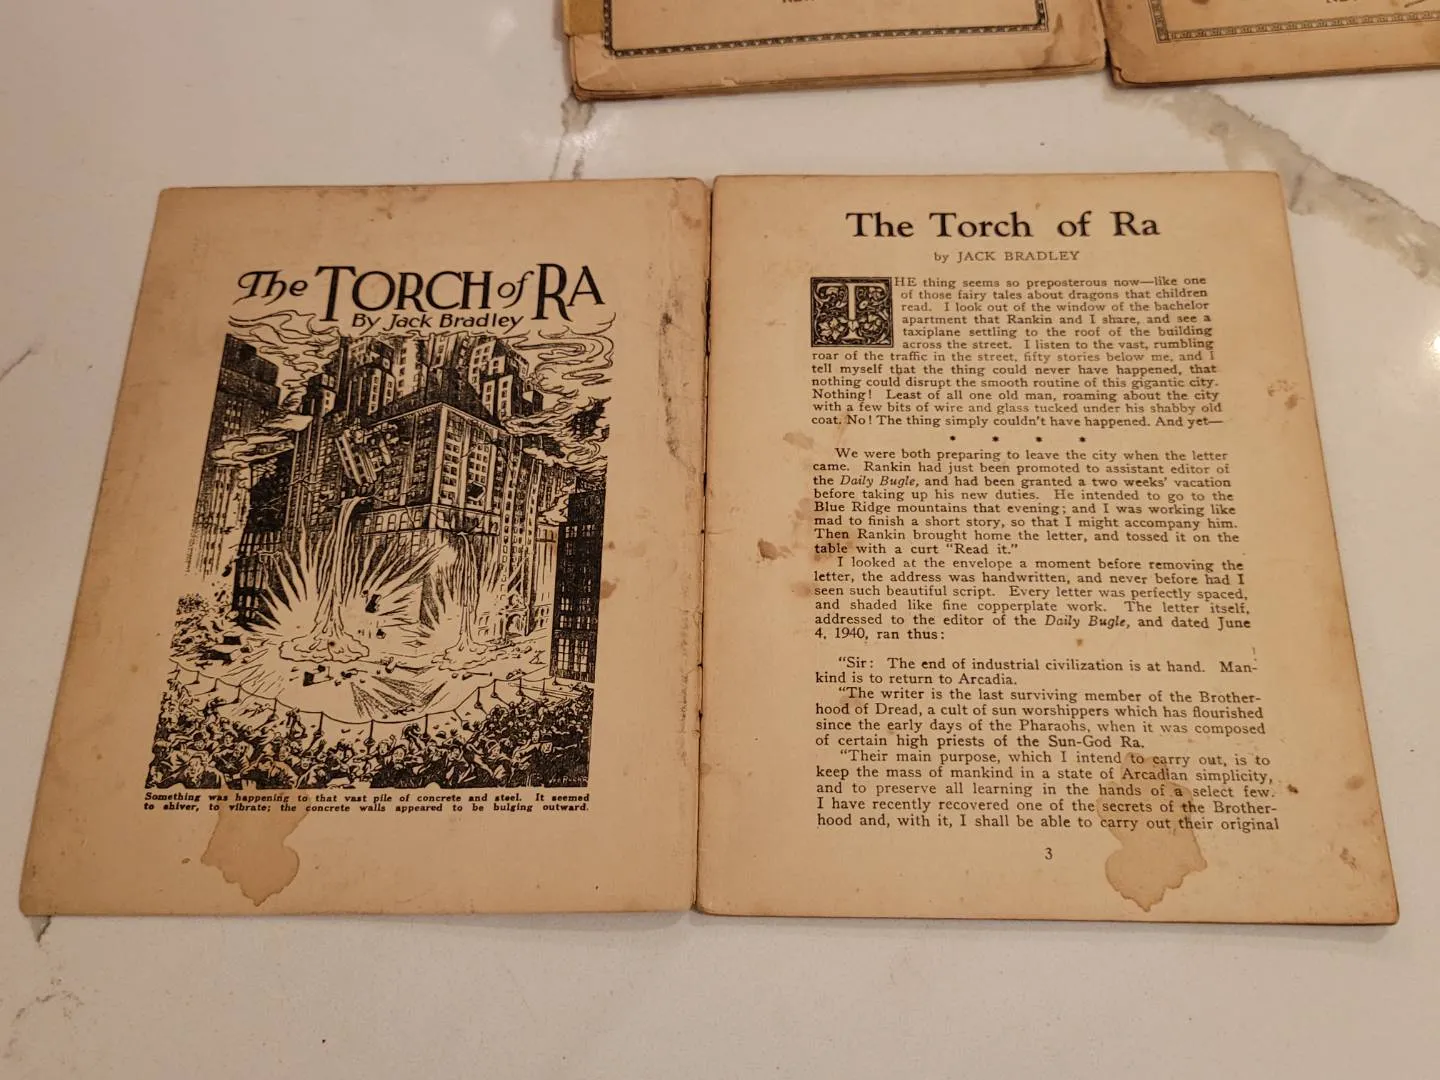 The TORCH of RA
By Jack Bradley
Something was happening to that vast pile of concrete and steel. It seemed
to shiver, to vibrate; the concrete walls appeared to be bulging outward.
The Torch of Ra
by JACK BRADLEY
THE thing seems so preposterous now—like one
of those fairy tales about dragons that children
read. I look out of the window of the bachelor
apartment that Rankin and I share, and see a
taxiplane settling to the roof of the building
across the street. I listen to the vast, rumbling
roar of the traffic in the street, fifty stories below me, and I
tell myself that the thing could never have happened, that
nothing could disrupt the smooth routine of this gigantic city.
Nothing! Least of all one old man, roaming about the city
with a few bits of wire and glass tucked under his shabby old
coat. No! The thing simply couldn't have happened. And yet—
* * * *
We were both preparing to leave the city when the letter
came. Rankin had just been promoted to assistant editor of
the Daily Bugle, and had been granted a two weeks' vacation
before taking up his new duties. He intended to go to the
Blue Ridge mountains that evening; and I was working like
mad to finish a short story, so that I might accompany him.
Then Rankin brought home the letter, and tossed it on the
table with a curt "Read it."
I looked at the envelope a moment before removing the
letter, the address was handwritten, and never before had I
seen such beautiful script. Every letter was perfectly spaced,
and shaded like fine copperplate work. The letter itself,
addressed to the editor of the Daily Bugle, and dated June
4, 1940, ran thus:
"Sir: The end of industrial civilization is at hand. Man-
kind is to return to Arcadia.
"The writer is the last surviving member of the Brother-
hood of Dread, a cult of sun worshippers which has flourished
since the early days of the Pharaohs, when it was composed
of certain high priests of the Sun-God Ra.
"Their main purpose, which I intend to carry out, is to
keep the mass of mankind in a state of Arcadian simplicity,
and to preserve all learning in the hands of a select few.
I have recently recovered one of the secrets of the Brother-
hood and, with it, I shall be able to carry out their original
3